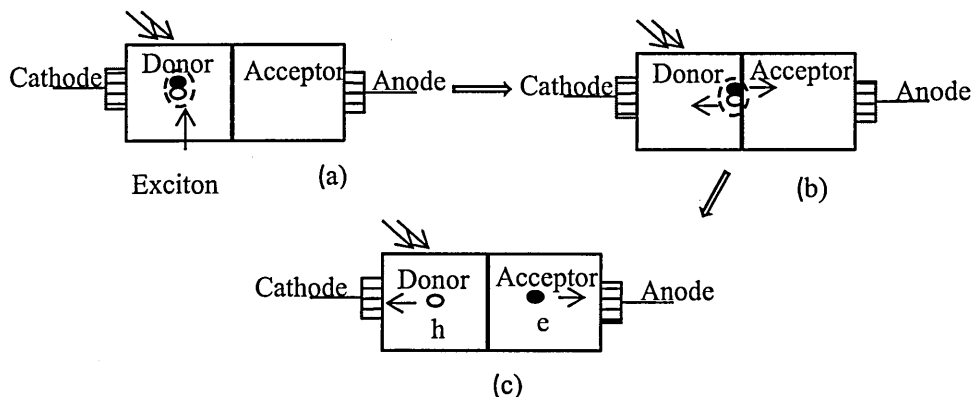 Donor
Acceptor
Cathode
Anode
Exciton
(a)
Donor
Acceptor
Cathode
Anode
(b)
Donor
Acceptor
Cathode
Anode
h
e
(c)